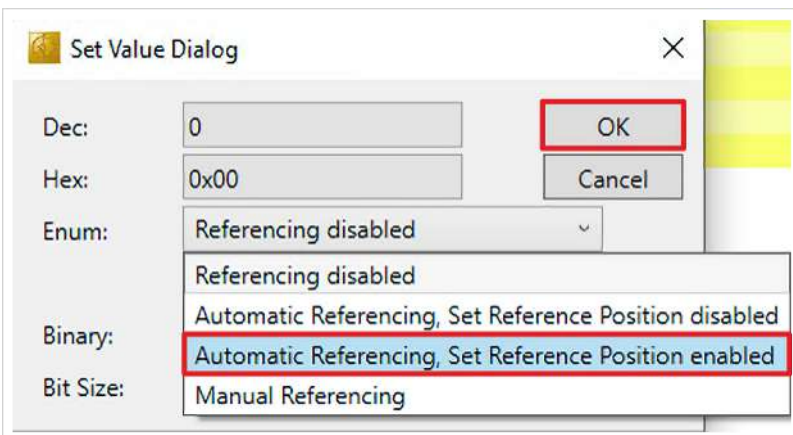 Set Value Dialog
Dec: 0 OK
Hex: 0x00 Cancel
Enum: Referencing disabled
Referencing disabled
Automatic Referencing, Set Reference Position disabled
Binary:
Automatic Referencing, Set Reference Position enabled
Bit Size:
Manual Referencing